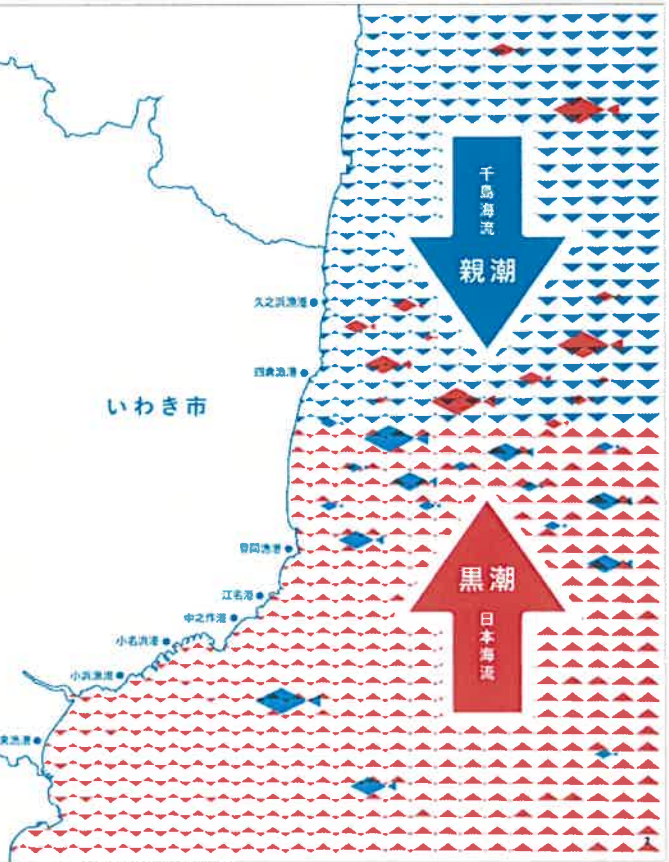 千島海流
親潮
久之浜漁港
四倉漁港
いわき市
豊間漁港
黒潮
日本海流
江名港
中之作港
小名浜港
小浜漁港
2